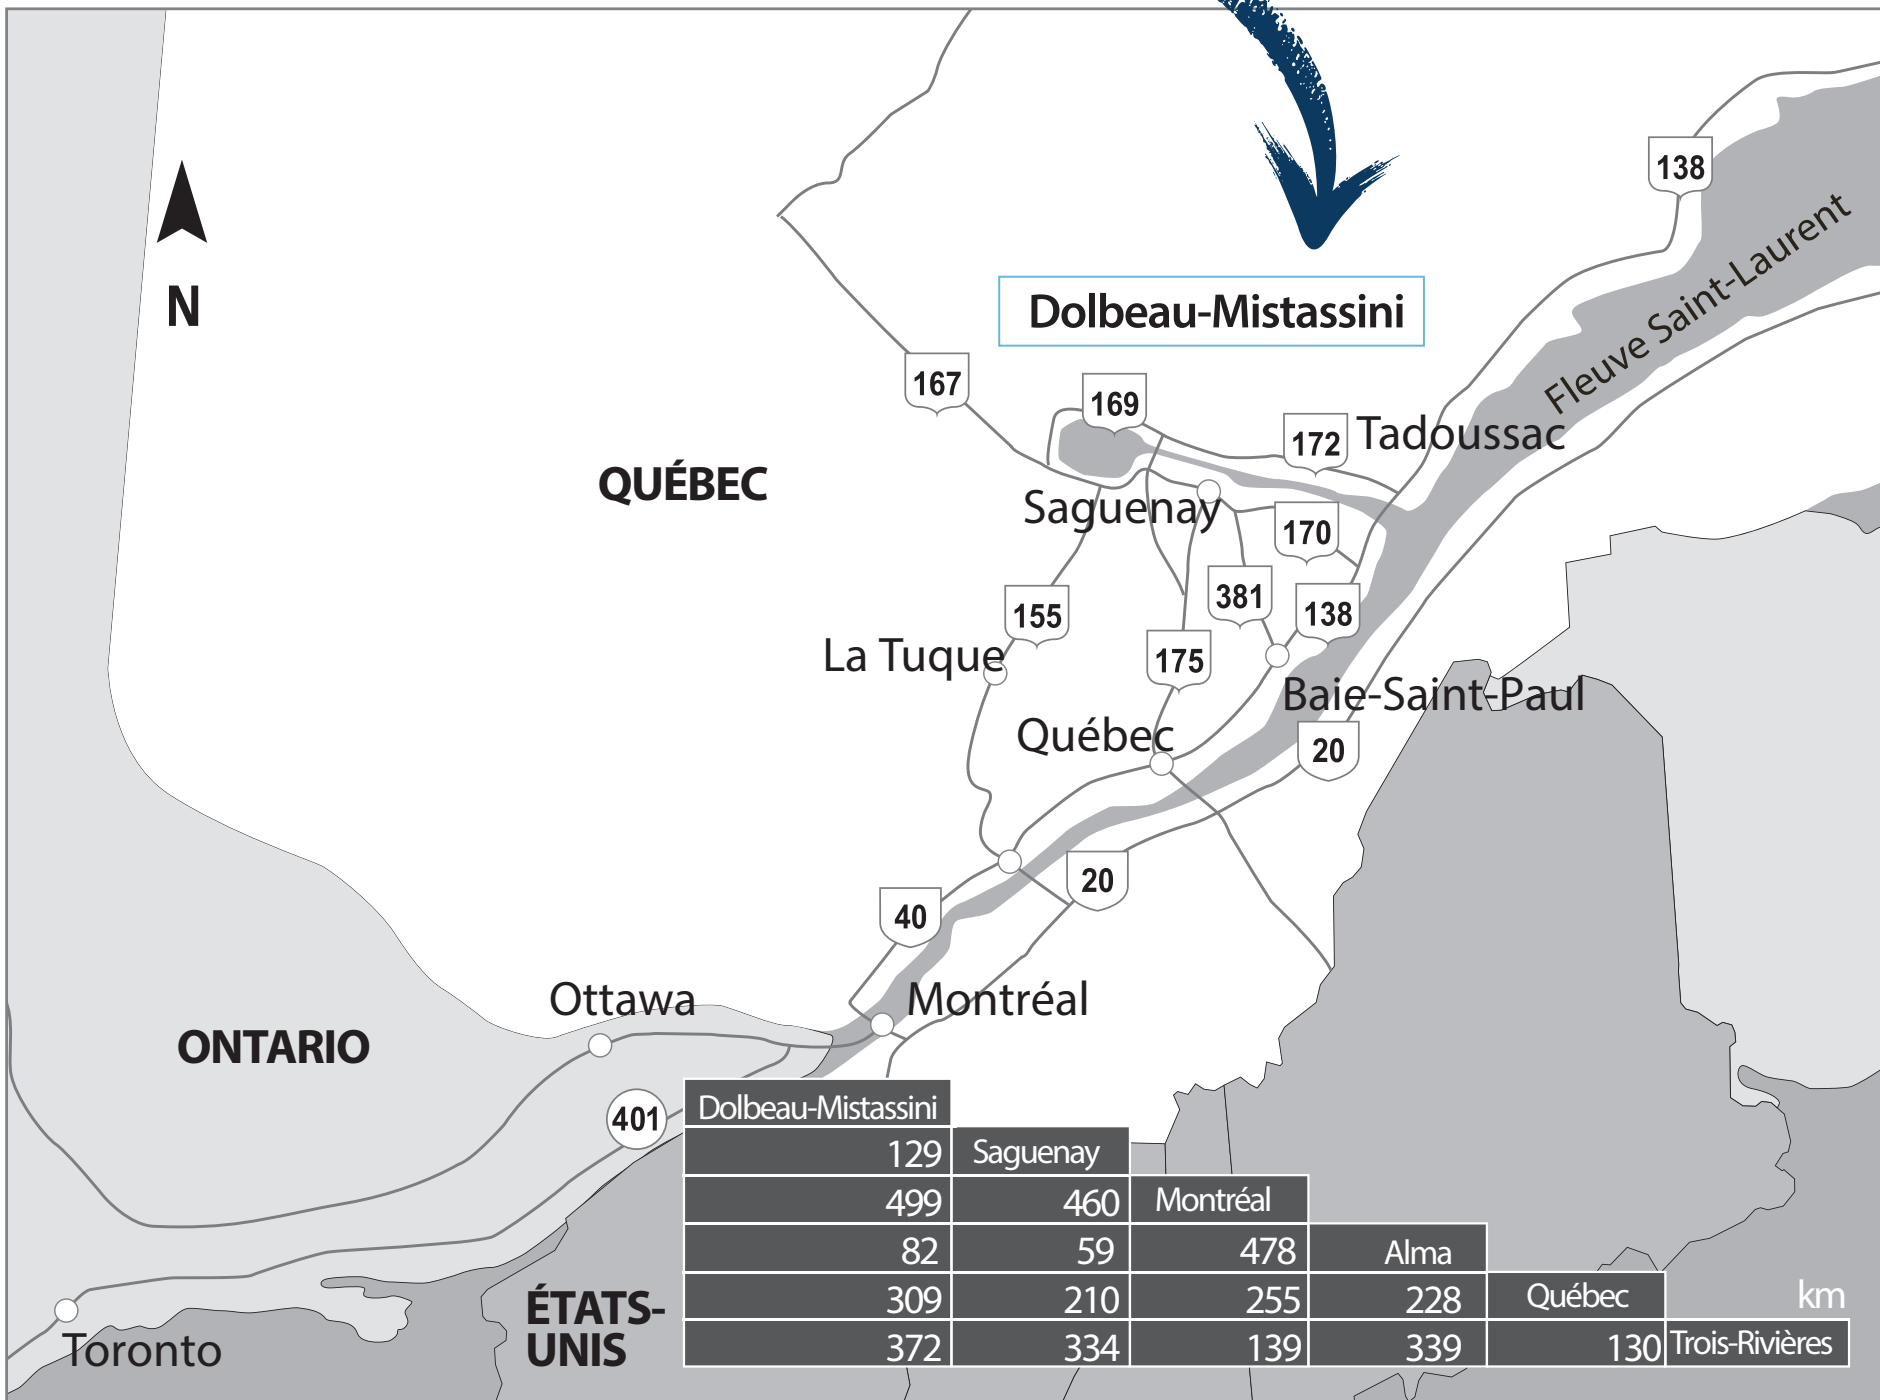 138
N
Fleuve Saint-Laurent
Dolbeau-Mistassini
167
169
172
Tadoussac
QUÉBEC
Saguenay
170
155
381
138
La Tuque
175
Baie-Saint-Paul
Québec
20
20
40
Ottawa
Montréal
ONTARIO
401
Dolbeau-Mistassini
129 Saguenay
499 460 Montréal
82 59 478 Alma
309 210 255 228 Québec km
372 334 139 339 130 Trois-Rivières
ÉTATS-
UNIS
Toronto